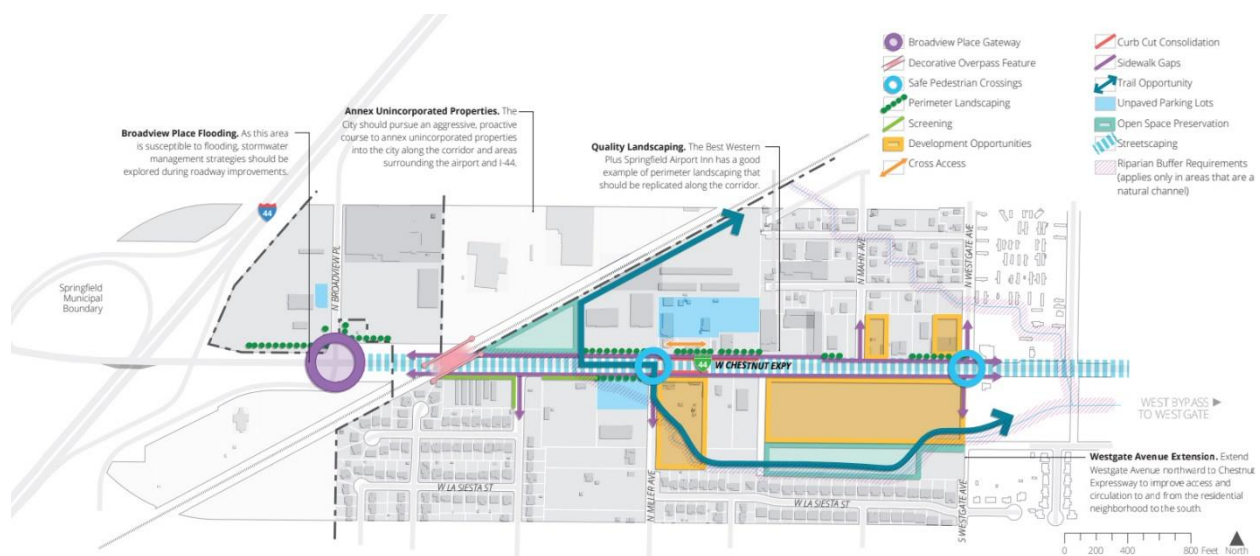 Broadview Place Gateway
Decorative Overpass Feature
Safe Pedestrian Crossings
Perimeter Landscaping
Screening
Development Opportunities
Cross Access
Curb Cut Consolidation
Sidewalk Gaps
Trail Opportunity
Unpaved Parking Lots
Open Space Preservation
Streetscaping
Riparian Buffer Requirements
(applies only in areas that are a
natural channel)
Broadview Place Flooding. As this area
is susceptible to flooding, stormwater
management strategies should be
explored during roadway improvements.
Annex Unincorporated Properties. The
City should pursue an aggressive, proactive
course to annex unincorporated properties
into the city along the corridor and areas
surrounding the airport and I-44.
Quality Landscaping. The Best Western
Plus Springfield Airport Inn has a good
example of perimeter landscaping that
should be replicated along the corridor.
44
Springfield
Municipal
Boundary
N BROADVIEW PL
N MAHN AVE
N WESTGATE AVE
44
W CHESTNUT EXPY
WEST BYPASS
TO WESTGATE
Westgate Avenue Extension. Extend
Westgate Avenue northward to Chestnut
Expressway to improve access and
circulation to and from the residential
neighborhood to the south.
W LA SIESTA ST
N MILLER AVE
W LA SIESTA ST
S WESTGATE AVE
0 200 400 800 Feet North